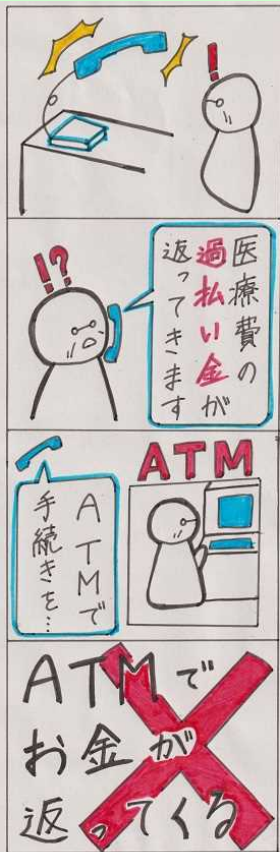 ！
！？
医療費の
過払い金が
返ってきます
ATM
ATMで
手続きを…
ATMで
お金が
返ってくる